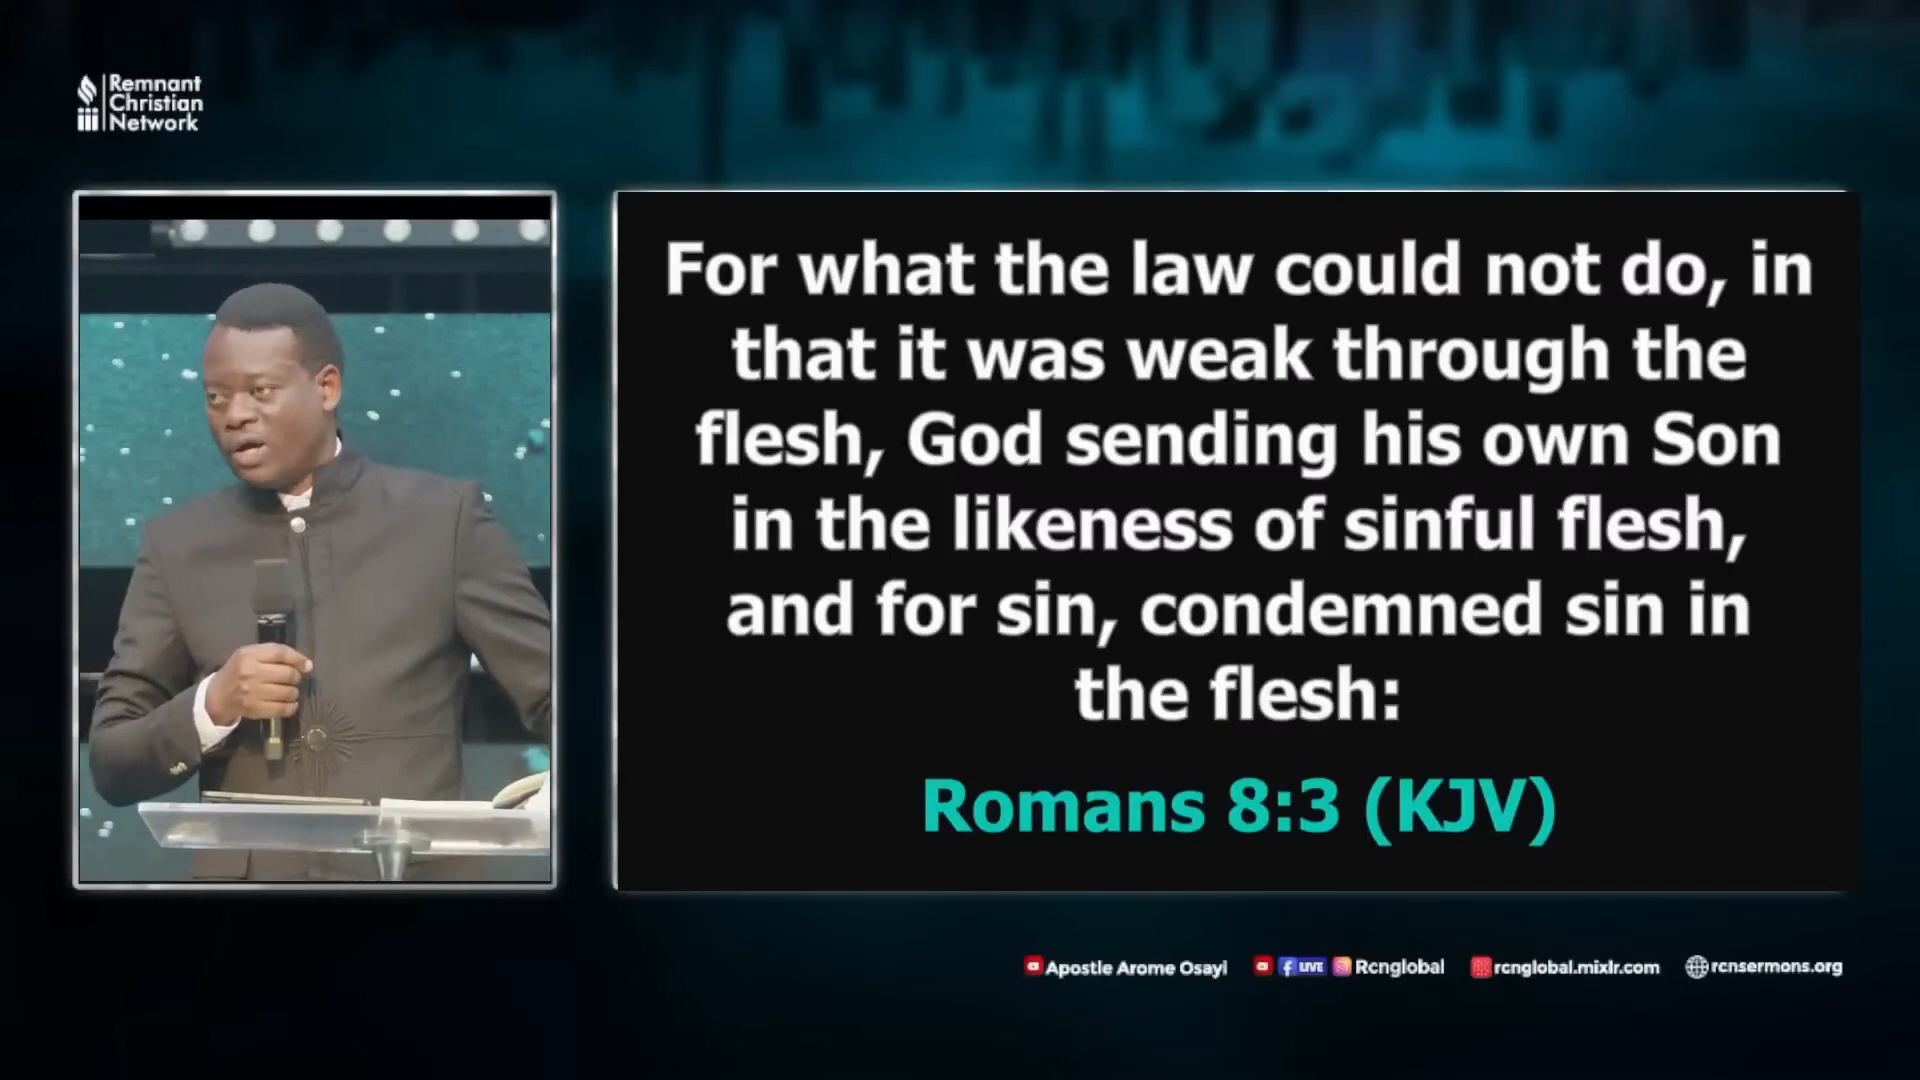 Remnant
Christian
Network
For what the law could not do, in
that it was weak through the
flesh, God sending his own Son
in the likeness of sinful flesh,
and for sin, condemned sin in
the flesh:
Romans 8:3 (KJV)
Apostle Arome Osayi
LIVE Rcnglobal
rcnglobal.mixlr.com
rcnsermons.org